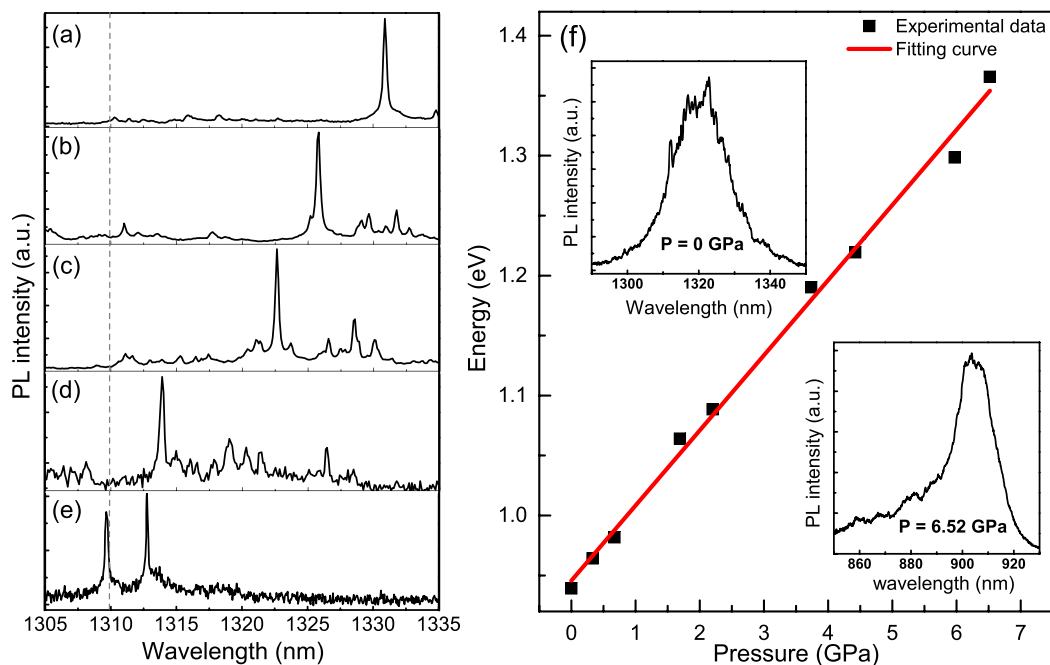 PL intensity (a.u.)
(a)
(b)
(c)
(d)
(e)
1305 1310 1315 1320 1325 1330 1335
Wavelength (nm)
(f)
Experimental data
Fitting curve
Energy (eV)
1.4
1.3
1.2
1.1
1.0
0 1 2 3 4 5 6 7
Pressure (GPa)
PL intensity (a.u.)
P = 0 GPa
1300 1320 1340
Wavelength (nm)
PL intensity (a.u.)
P = 6.52 GPa
860 880 900 920
wavelength (nm)